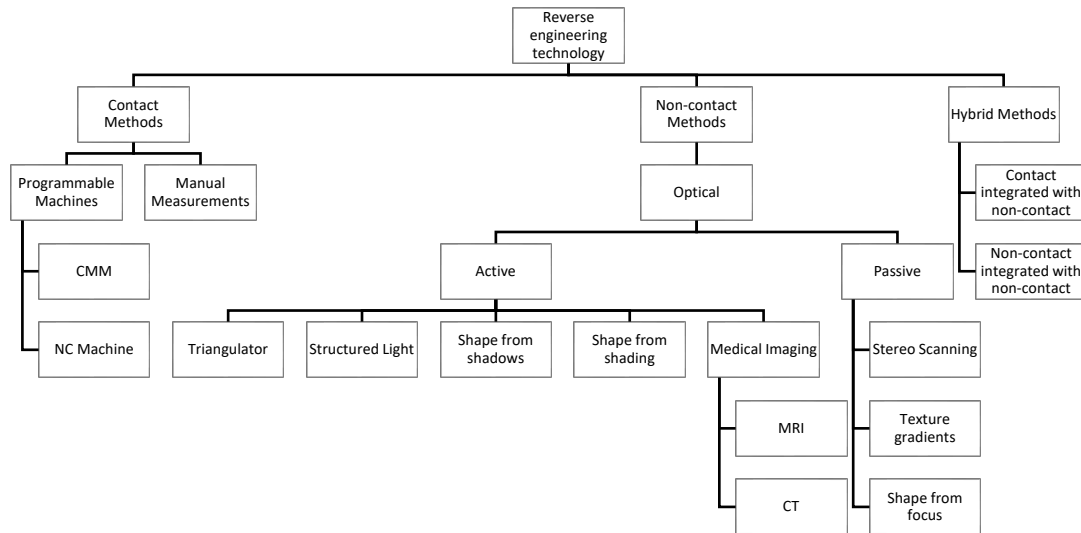 Reverse
engineering
technology
Contact
Methods
Non-contact
Methods
Hybrid Methods
Programmable
Machines
Manual
Measurements
Optical
Contact
integrated with
non-contact
CMM
Active
Passive
Non-contact
integrated with
non-contact
NC Machine
Triangulator
Structured Light
Shape from
shadows
Shape from
shading
Medical Imaging
Stereo Scanning
MRI
Texture
gradients
CT
Shape from
focus